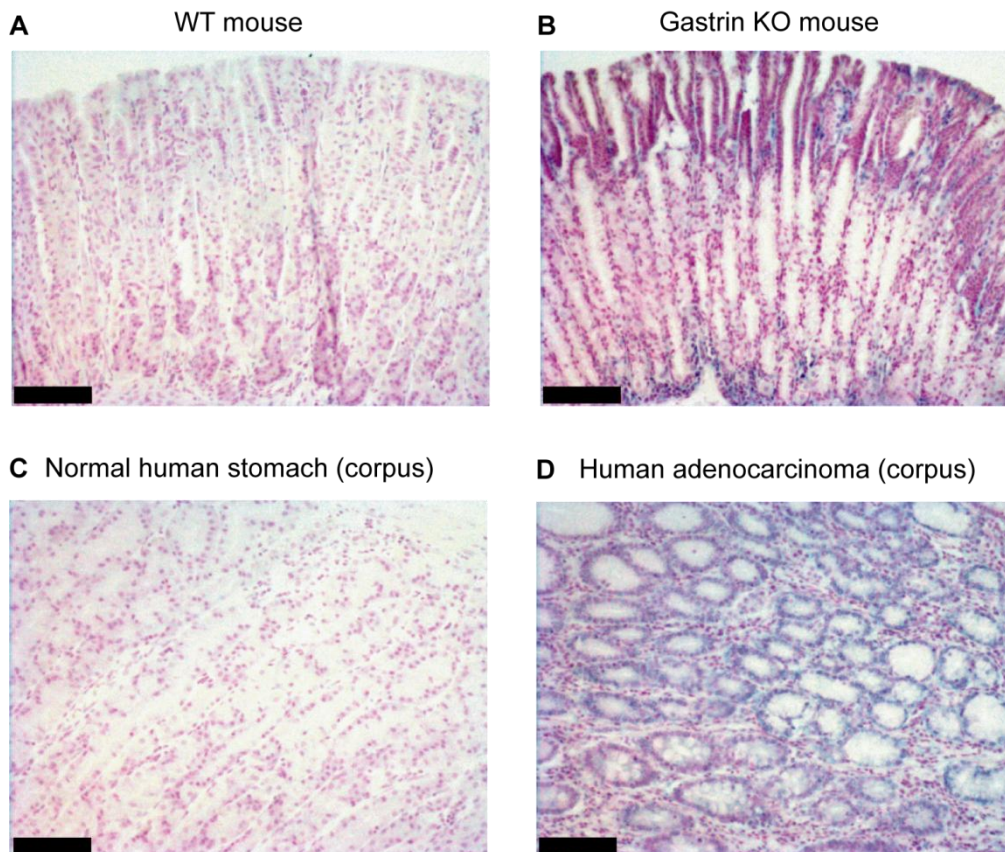 A WT mouse
B Gastrin KO mouse
C Normal human stomach (corpus)
D Human adenocarcinoma (corpus)